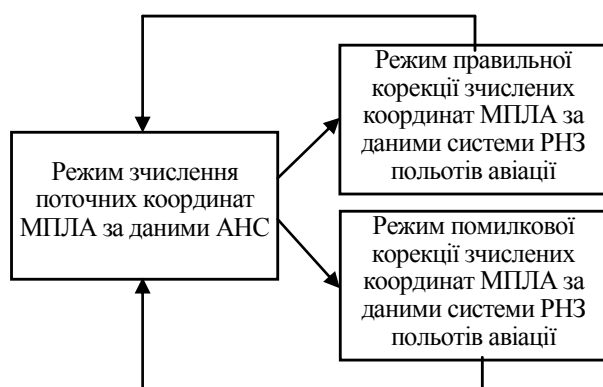 Режим зчислення
поточних координат
МПЛА за даними АНС
Режим правильної
корекції зчислених
координат МПЛА за
даними системи РНЗ
польотів авіації
Режим помилкової
корекції зчислених
координат МПЛА за
даними системи РНЗ
польотів авіації